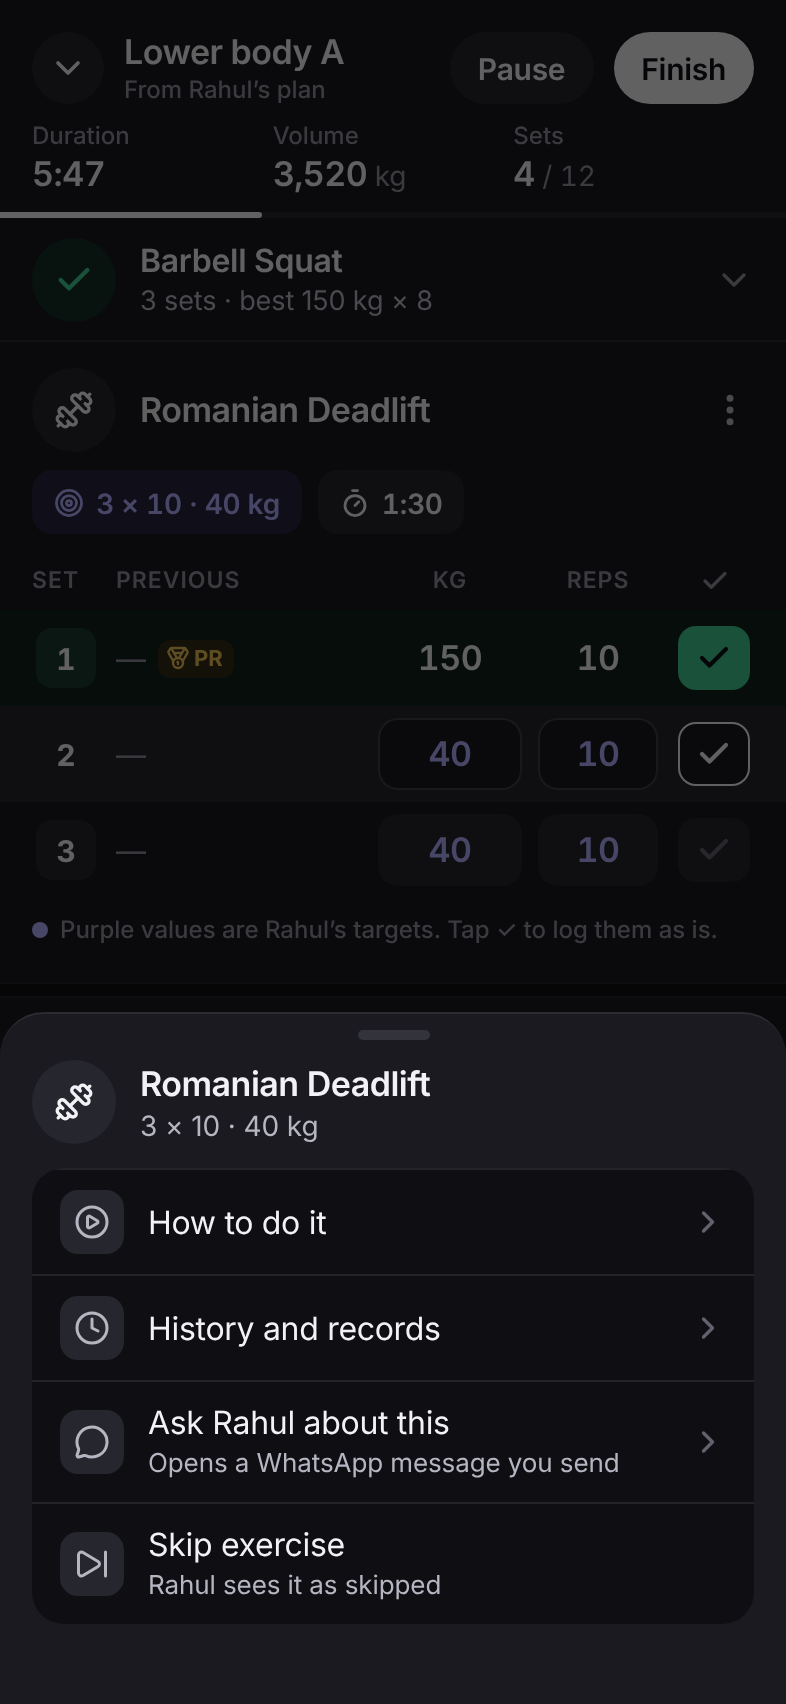 Lower body A
From Rahul's plan
Pause
Finish
Duration
Volume
Sets
5:47
3,520 kg
4 / 12
Barbell Squat
3 sets · best 150 kg × 8
Romanian Deadlift
3 × 10 · 40 kg
1:30
SET PREVIOUS KG REPS ✓
1 — PR 150 10
2 — 40 10
3 — 40 10
Purple values are Rahul's targets. Tap ✓ to log them as is.
Romanian Deadlift
3 × 10 · 40 kg
How to do it
History and records
Ask Rahul about this
Opens a WhatsApp message you send
Skip exercise
Rahul sees it as skipped